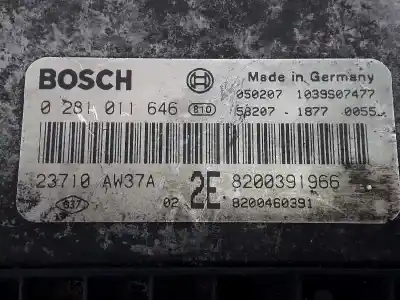 BOSCH Made in Germany
050207 1039S07477
0 281 011 646 B10 58207 - 1877 0055
23710 AW37A 2E 8200391966
02 8200460391